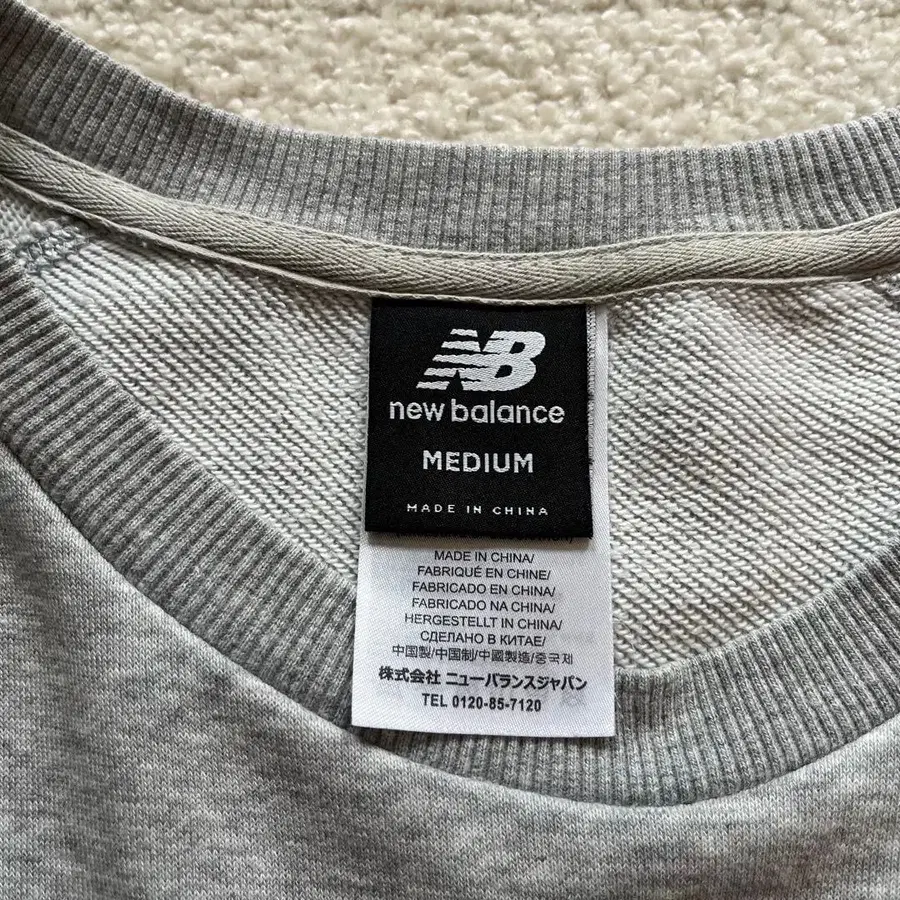 NB
new balance
MEDIUM
MADE IN CHINA
MADE IN CHINA/
FABRIQUÉ EN CHINE/
FABRICADO EN CHINA/
FABRICADO NA CHINA/
HERGESTELLT IN CHINA/
СДЕЛАНО В КИТАЕ/
中国製/中国制/中國製造/중국제
株式会社 ニューバランスジャパン
TEL 0120-85-7120